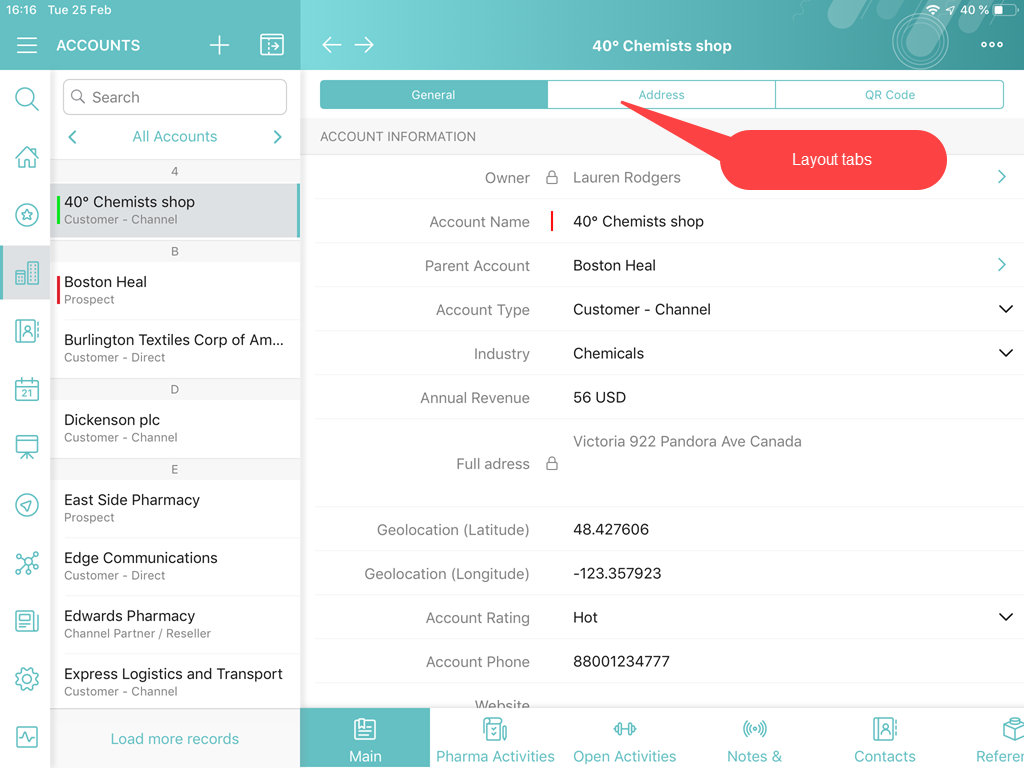 16:16 Tue 25 Feb
40 %
ACCOUNTS
40° Chemists shop
Search
All Accounts
4
40° Chemists shop
Customer - Channel
B
Boston Heal
Prospect
Burlington Textiles Corp of Am...
Customer - Direct
D
Dickenson plc
Customer - Channel
E
East Side Pharmacy
Prospect
Edge Communications
Customer - Direct
Edwards Pharmacy
Channel Partner / Reseller
Express Logistics and Transport
Customer - Channel
Load more records
21
General
Address
QR Code
Layout tabs
ACCOUNT INFORMATION
Owner Lauren Rodgers
Account Name 40° Chemists shop
Parent Account Boston Heal
Account Type Customer - Channel
Industry Chemicals
Annual Revenue 56 USD
Full adress Victoria 922 Pandora Ave Canada
Geolocation (Latitude) 48.427606
Geolocation (Longitude) -123.357923
Account Rating Hot
Account Phone 88001234777
Website
Main
Pharma Activities
Open Activities
Notes &
Contacts
Referen